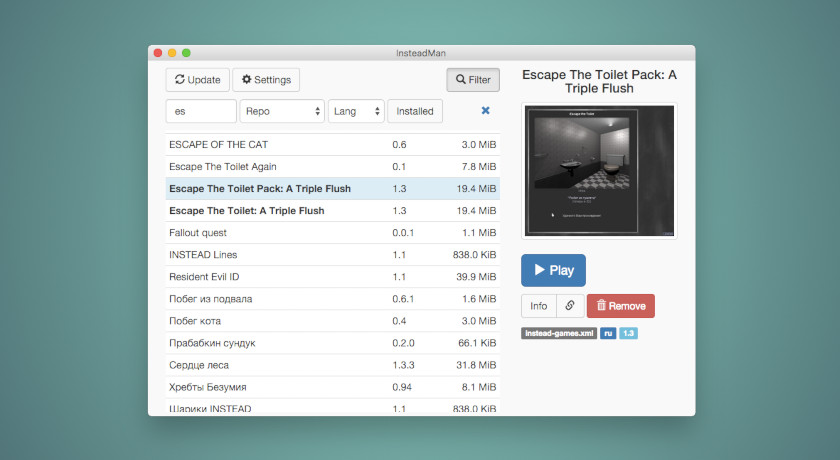 InsteadMan
Update Settings Filter
es Repo Lang Installed
ESCAPE OF THE CAT 0.6 3.0 MiB
Escape The Toilet Again 0.1 7.8 MiB
Escape The Toilet Pack: A Triple Flush 1.3 19.4 MiB
Escape The Toilet: A Triple Flush 1.3 19.4 MiB
Fallout quest 0.0.1 1.1 MiB
INSTEAD Lines 1.1 838.0 KiB
Resident Evil ID 1.1 39.9 MiB
Побег из подвала 0.6.1 1.6 MiB
Побег кота 0.4 3.0 MiB
Прабабкин сундук 0.2.0 66.1 KiB
Сердце леса 1.3.3 31.8 MiB
Хребты Безумия 0.94 8.1 MiB
Шарики INSTEAD 1.1 838.0 KiB
Escape The Toilet Pack: A
Triple Flush
Escape the Toilet
Play
Info Remove
instead-games.xml ru 1.3